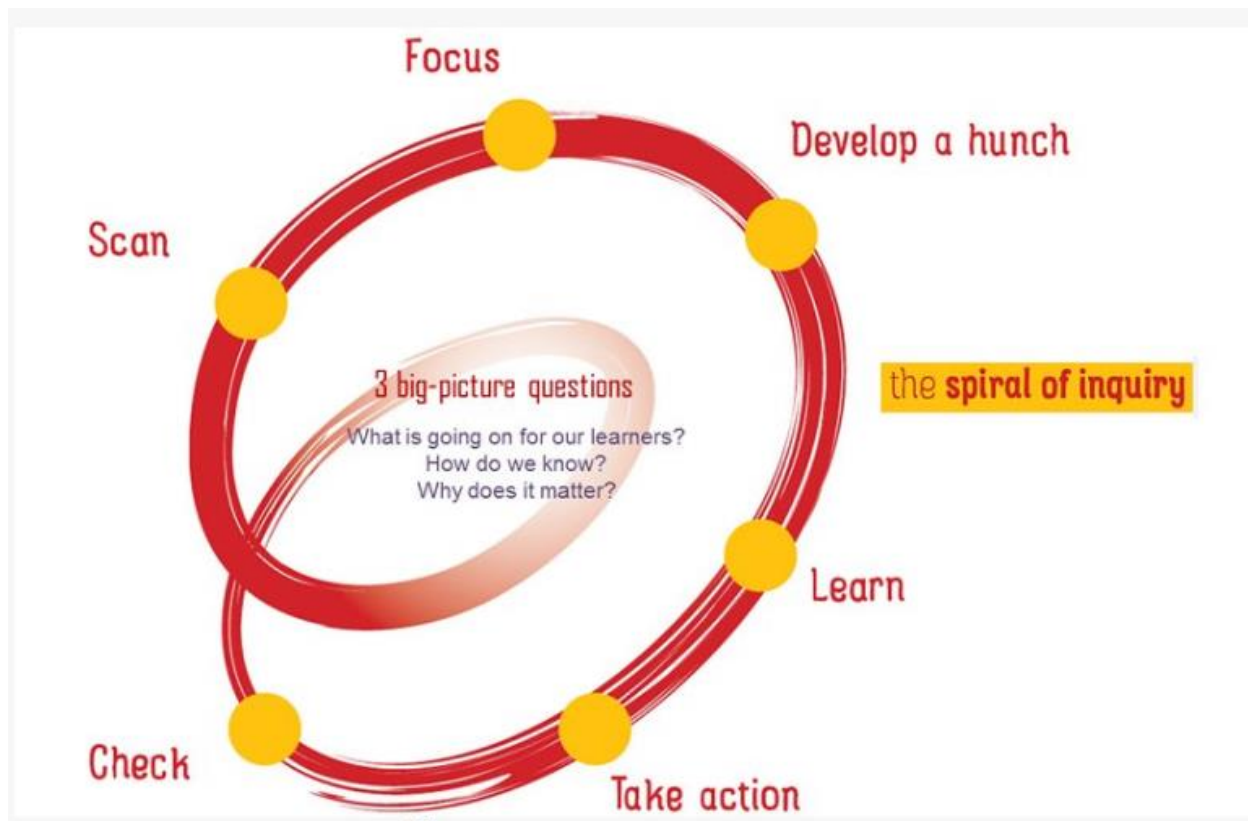 Focus
Develop a hunch
Scan
3 big-picture questions
the spiral of inquiry
What is going on for our learners?
How do we know?
Why does it matter?
Learn
Check
Take action